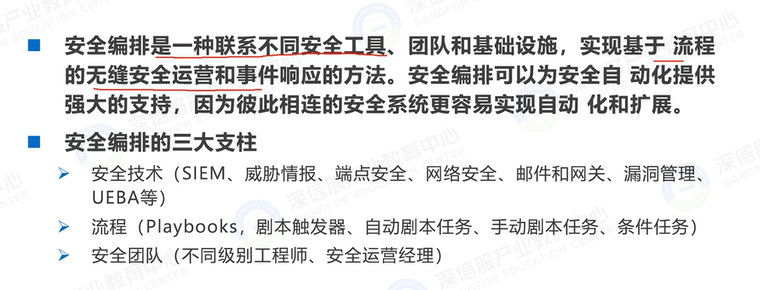 安全编排是一种联系不同安全工具、团队和基础设施，实现基于 流程
的无缝安全运营和事件响应的方法。安全编排可以为安全自 动化提供
强大的支持，因为彼此相连的安全系统更容易实现自动 化和扩展。
安全编排的三大支柱
安全技术（SIEM、威胁情报、端点安全、网络安全、邮件和网关、漏洞管理、
UEBA等）
流程（Playbooks，剧本触发器、自动剧本任务、手动剧本任务、条件任务）
安全团队（不同级别工程师、安全运营经理）
深信服产业教育中心
SANGFOR EDUCATION CENTER